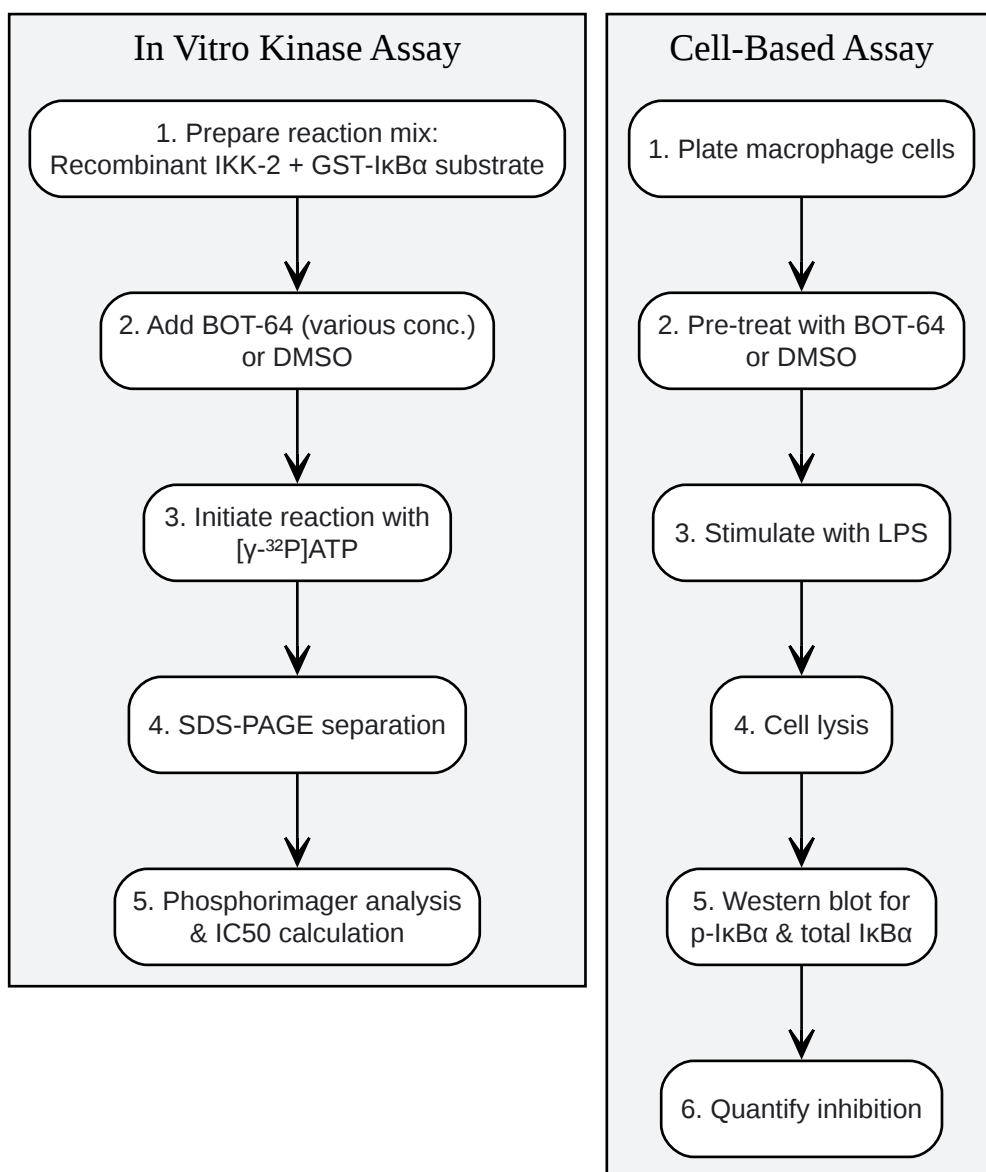 In Vitro Kinase Assay
1. Prepare reaction mix:
Recombinant IKK-2 + GST-IκBα substrate
2. Add BOT-64 (various conc.)
or DMSO
3. Initiate reaction with
[γ-³²P]ATP
4. SDS-PAGE separation
5. Phosphorimager analysis
& IC50 calculation
Cell-Based Assay
1. Plate macrophage cells
2. Pre-treat with BOT-64
or DMSO
3. Stimulate with LPS
4. Cell lysis
5. Western blot for
p-IκBα & total IκBα
6. Quantify inhibition